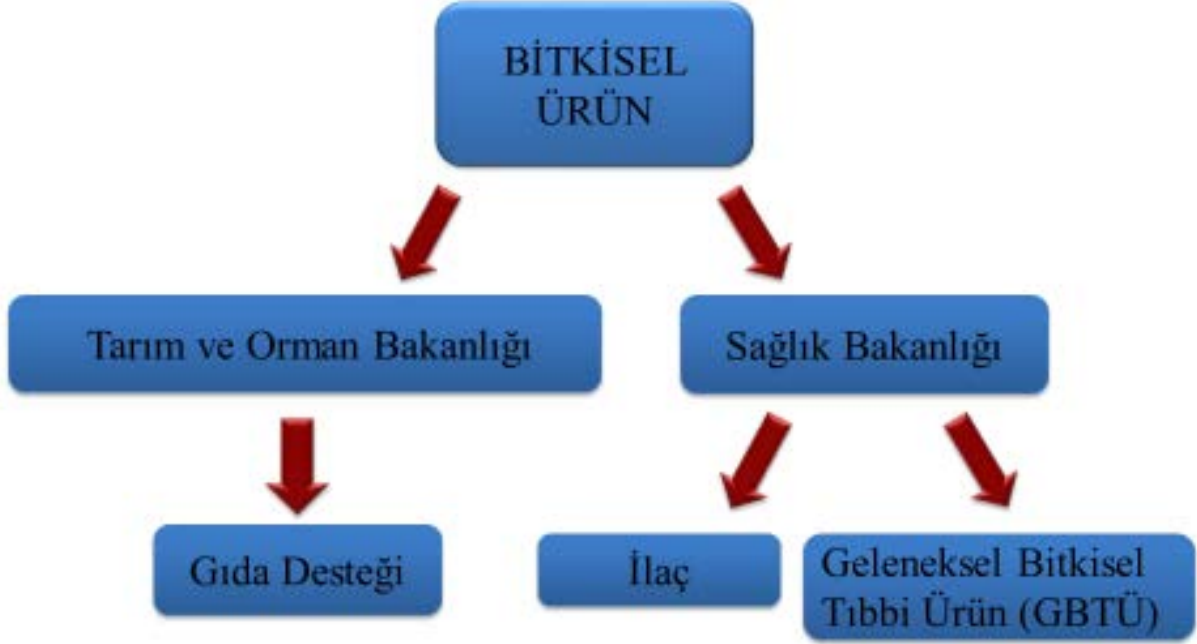 BİTKİSEL
ÜRÜN
Tarım ve Orman Bakanlığı
Sağlık Bakanlığı
Gıda Desteği
İlaç
Geleneksel Bitkisel
Tıbbi Ürün (GBTÜ)